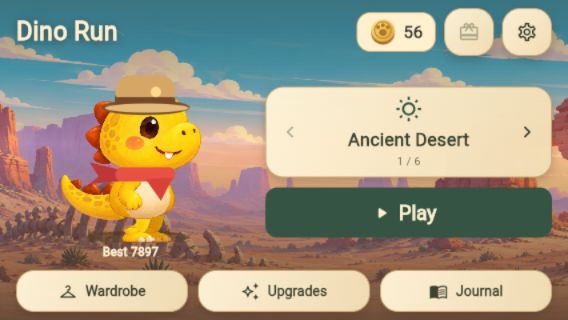 Dino Run
56
Ancient Desert
1 / 6
Play
Best 7897
Wardrobe
Upgrades
Journal